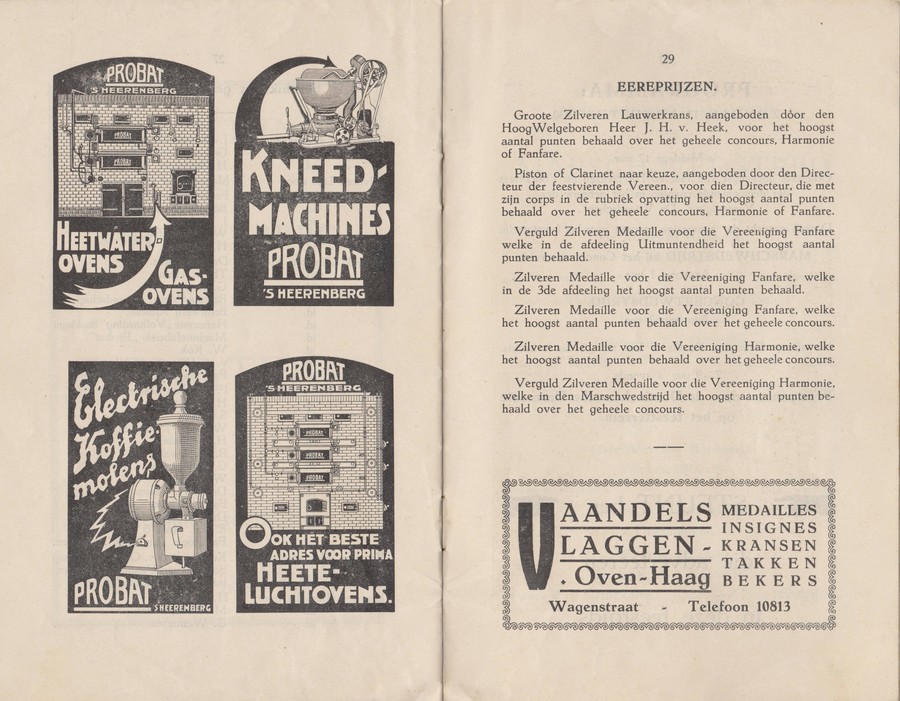 PROBAT
'S HEERENBERG
PROBAT
PROBAT
HEETWATER-
OVENS
GAS-
OVENS
KNEED-
MACHINES
PROBAT
'S HEERENBERG
Electrische
Koffie-
molens
PROBAT
'S HEERENBERG
PROBAT
'S HEERENBERG
PROBAT
PROBAT
PROBAT
OOK HET BESTE
ADRES VOOR PRIMA
HEETE-
LUCHTOVENS.
29
EEREPRIJZEN.
Groote Zilveren Lauwerkrans, aangeboden dóor den
HoogWelgeboren Heer J. H. v. Heek, voor het hoogst
aantal punten behaald over het geheele concours, Harmonie
of Fanfare.
Piston of Clarinet naar keuze, aangeboden door den Direc-
teur der feestvierende Vereen., voor dien Directeur, die met
zijn corps in de rubriek opvatting het hoogst aantal punten
behaald over het geheele concours, Harmonie of Fanfare.
Verguld Zilveren Medaille voor de Vereeniging Fanfare
welke in de afdeeling Uitmuntendheid het hoogst aantal
punten behaald.
Zilveren Medaille voor die Vereeniging Fanfare, welke
in de 3de afdeeling het hoogst aantal punten behaald.
Zilveren Medaille voor die Vereeniging Fanfare, welke
het hoogst aantal punten behaald over het geheele concours.
Zilveren Medaille voor die Vereeniging Harmonie, welke
het hoogst aantal punten behaald over het geheele concours.
Verguld Zilveren Medaille voor die Vereeniging Harmonie,
welke in den Marschwedstrijd het hoogst aantal punten be-
haald over het geheele concours.
VAANDELS
VLAGGEN -
v. Oven-Haag
MEDAILLES
INSIGNES
KRANSEN
TAKKEN
BEKERS
Wagenstraat - Telefoon 10813